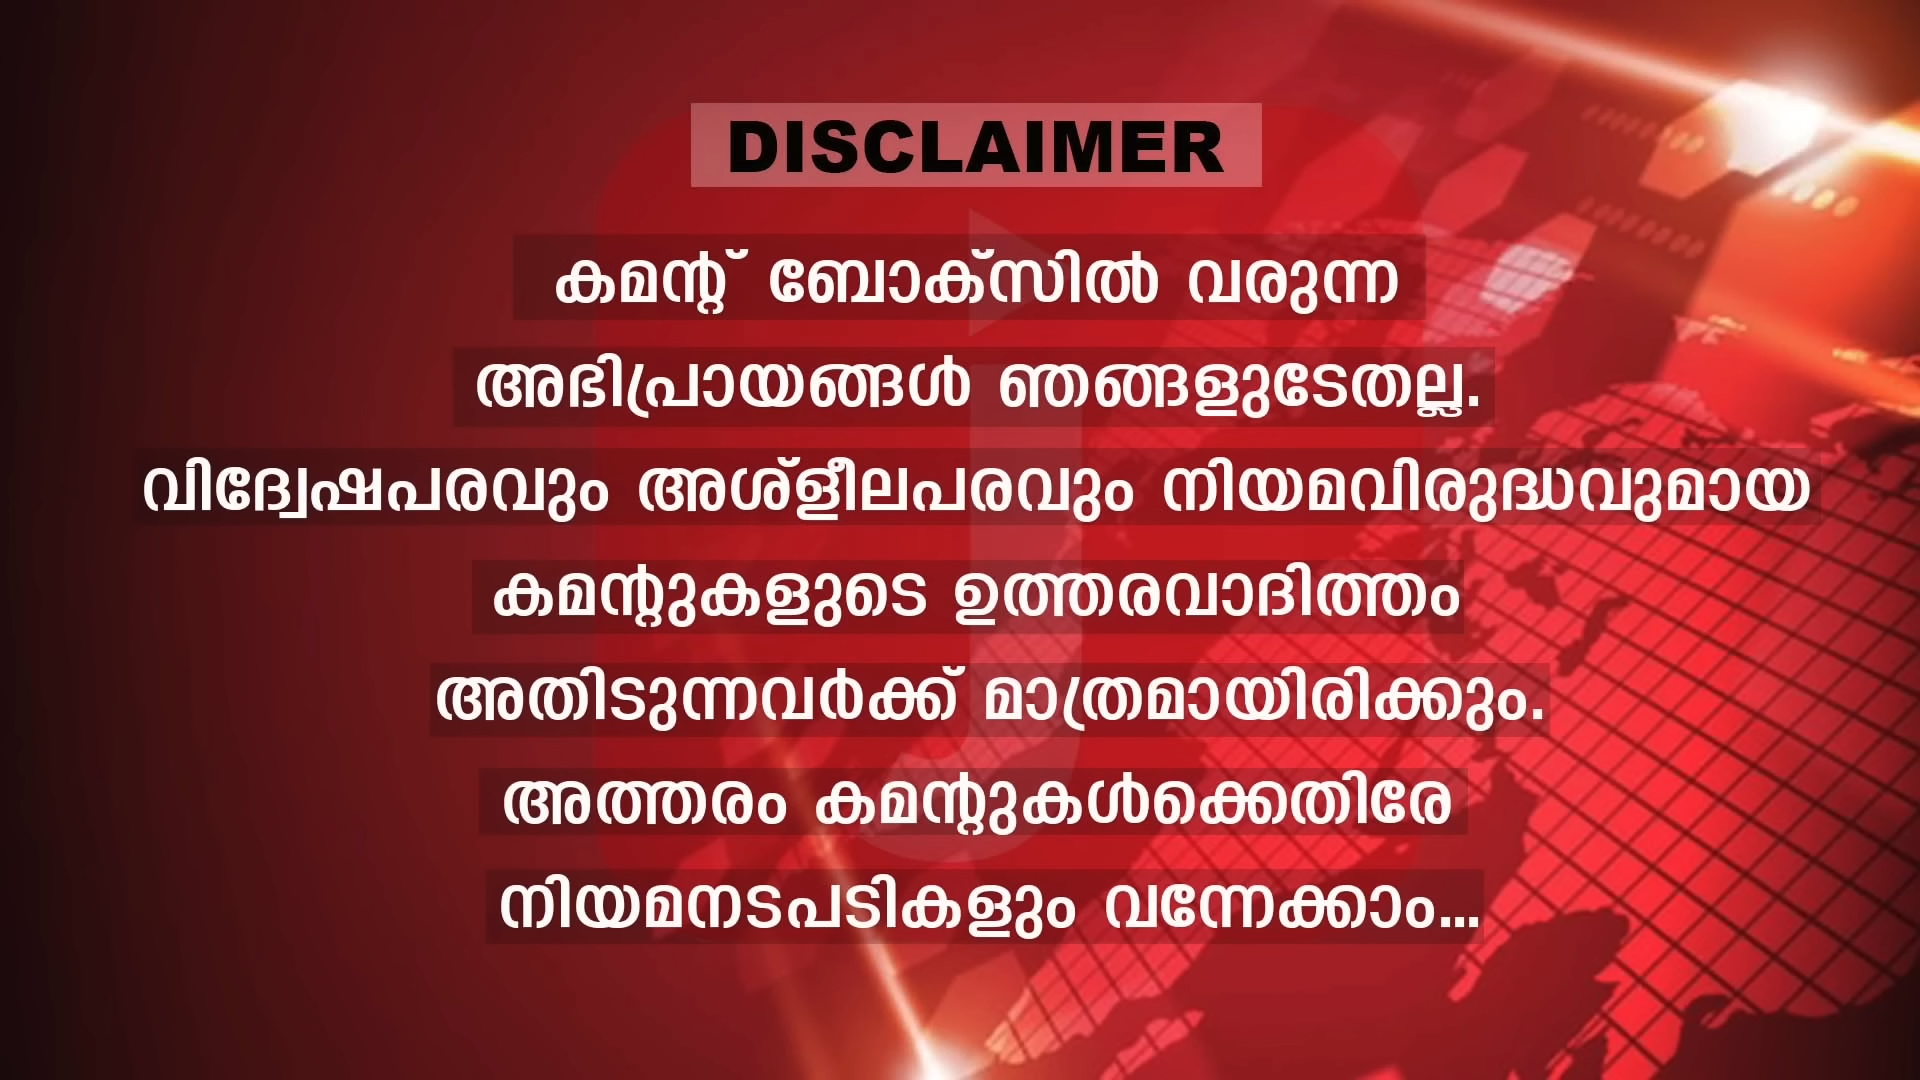 DISCLAIMER
കമന്റ് ബോക്സിൽ വരുന്ന
അഭിപ്രായങ്ങൾ ഞങ്ങളുടേതല്ല.
വിദ്വേഷപരവും അശ്ളീലപരവും നിയമവിരുദ്ധവുമായ
കമന്റുകളുടെ ഉത്തരവാദിത്തം
അതിടുന്നവർക്ക് മാത്രമായിരിക്കും.
അത്തരം കമന്റുകൾക്കെതിരേ
നിയമനടപടികളും വന്നേക്കാം...